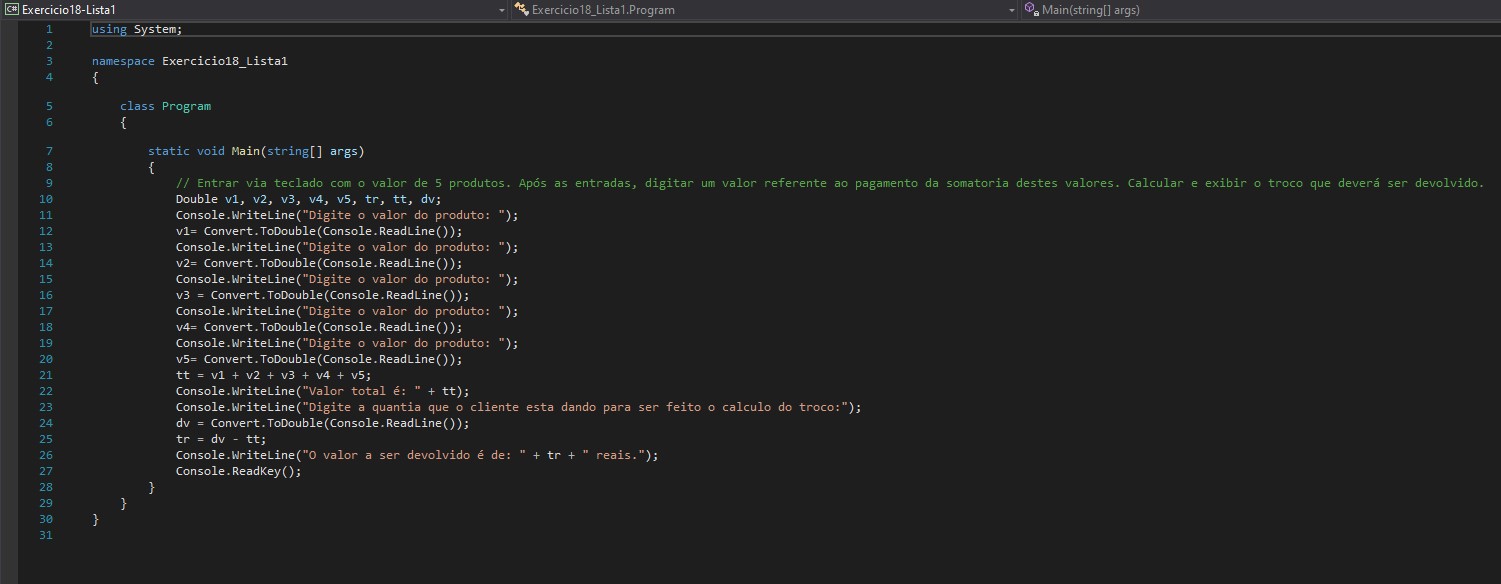 C# Exercicio18-Lista1 Exercicio18_Lista1.Program Main(string[] args)
1 using System;
2
3 namespace Exercicio18_Lista1
4 {
5 class Program
6 {
7 static void Main(string[] args)
8 {
9 // Entrar via teclado com o valor de 5 produtos. Após as entradas, digitar um valor referente ao pagamento da somatoria destes valores. Calcular e exibir o troco que deverá ser devolvido.
10 Double v1, v2, v3, v4, v5, tr, tt, dv;
11 Console.WriteLine("Digite o valor do produto: ");
12 v1= Convert.ToDouble(Console.ReadLine());
13 Console.WriteLine("Digite o valor do produto: ");
14 v2= Convert.ToDouble(Console.ReadLine());
15 Console.WriteLine("Digite o valor do produto: ");
16 v3 = Convert.ToDouble(Console.ReadLine());
17 Console.WriteLine("Digite o valor do produto: ");
18 v4= Convert.ToDouble(Console.ReadLine());
19 Console.WriteLine("Digite o valor do produto: ");
20 v5= Convert.ToDouble(Console.ReadLine());
21 tt = v1 + v2 + v3 + v4 + v5;
22 Console.WriteLine("Valor total é: " + tt);
23 Console.WriteLine("Digite a quantia que o cliente esta dando para ser feito o calculo do troco:");
24 dv = Convert.ToDouble(Console.ReadLine());
25 tr = dv - tt;
26 Console.WriteLine("O valor a ser devolvido é de: " + tr + " reais.");
27 Console.ReadKey();
28 }
29 }
30 }
31